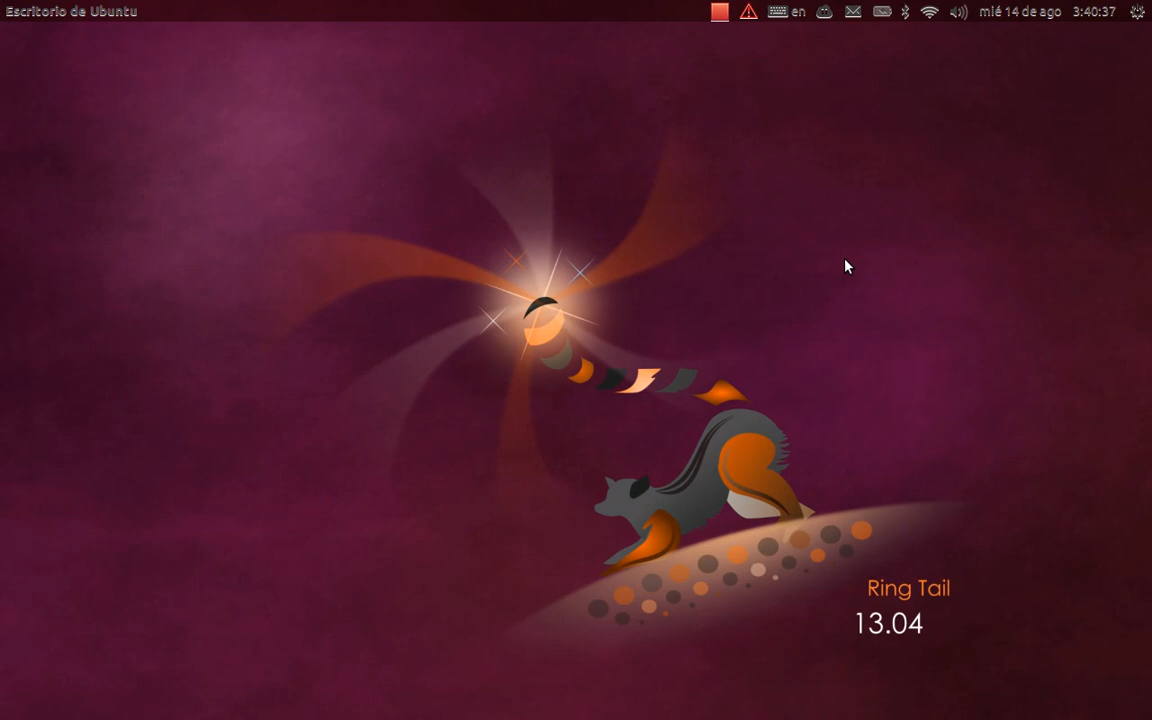 Escritorio de Ubuntu
en
mié 14 de ago
3:40:37
Ring Tail
13.04